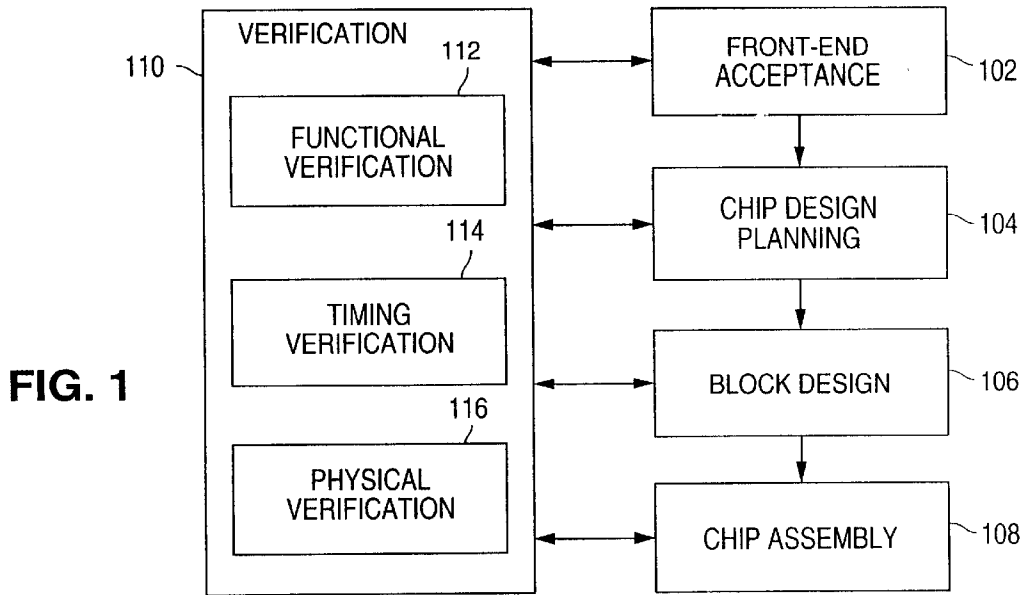 VERIFICATION
110
112
FUNCTIONAL
VERIFICATION
114
TIMING
VERIFICATION
116
PHYSICAL
VERIFICATION
FRONT-END
ACCEPTANCE
102
CHIP DESIGN
PLANNING
104
BLOCK DESIGN
106
CHIP ASSEMBLY
108
FIG. 1